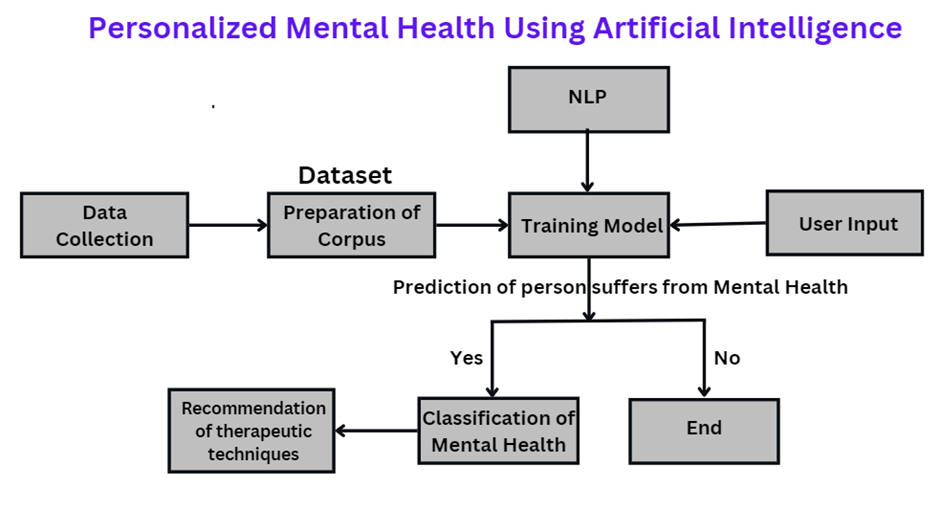 Personalized Mental Health Using Artificial Intelligence
NLP
Dataset
Data
Collection
Preparation of
Corpus
Training Model
User Input
Prediction of person suffers from Mental Health
Yes
No
Recommendation
of therapeutic
techniques
Classification of
Mental Health
End